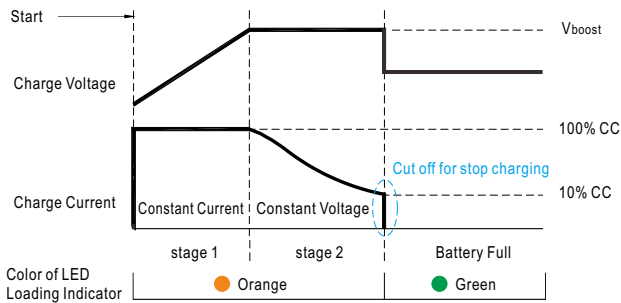 Start
Vboost
Charge Voltage
100% CC
Cut off for stop charging
10% CC
Charge Current
Constant Current
Constant Voltage
stage 1
stage 2
Battery Full
Color of LED
Loading Indicator
Orange
Green